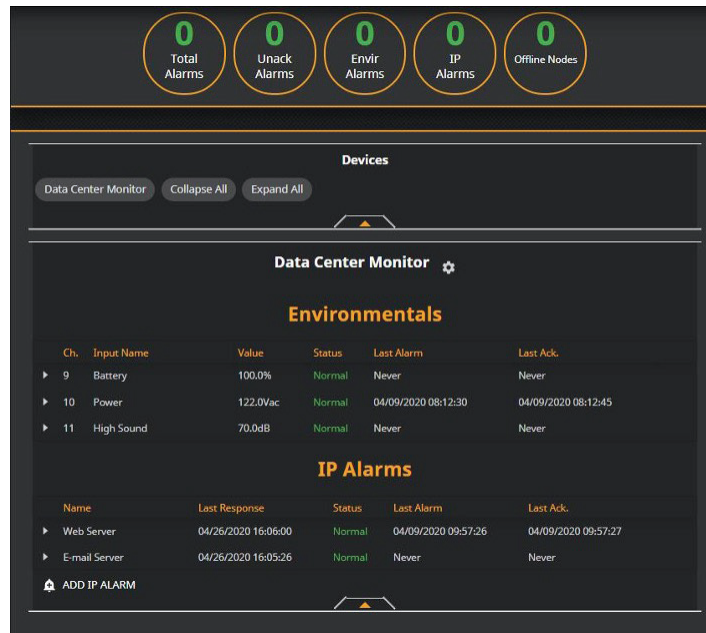 0 0 0 0 0
Total Alarms Unack Alarms Envir Alarms IP Alarms Offline Nodes
Devices
Data Center Monitor Collapse All Expand All
Data Center Monitor
Environmentals
Ch. Input Name Value Status Last Alarm Last Ack.
9 Battery 100.0% Normal Never Never
10 Power 122.0Vac Normal 04/09/2020 08:12:30 04/09/2020 08:12:45
11 High Sound 70.0dB Normal Never Never
IP Alarms
Name Last Response Status Last Alarm Last Ack.
Web Server 04/26/2020 16:06:00 Normal 04/09/2020 09:57:26 04/09/2020 09:57:27
E-mail Server 04/26/2020 16:05:26 Normal Never Never
ADD IP ALARM